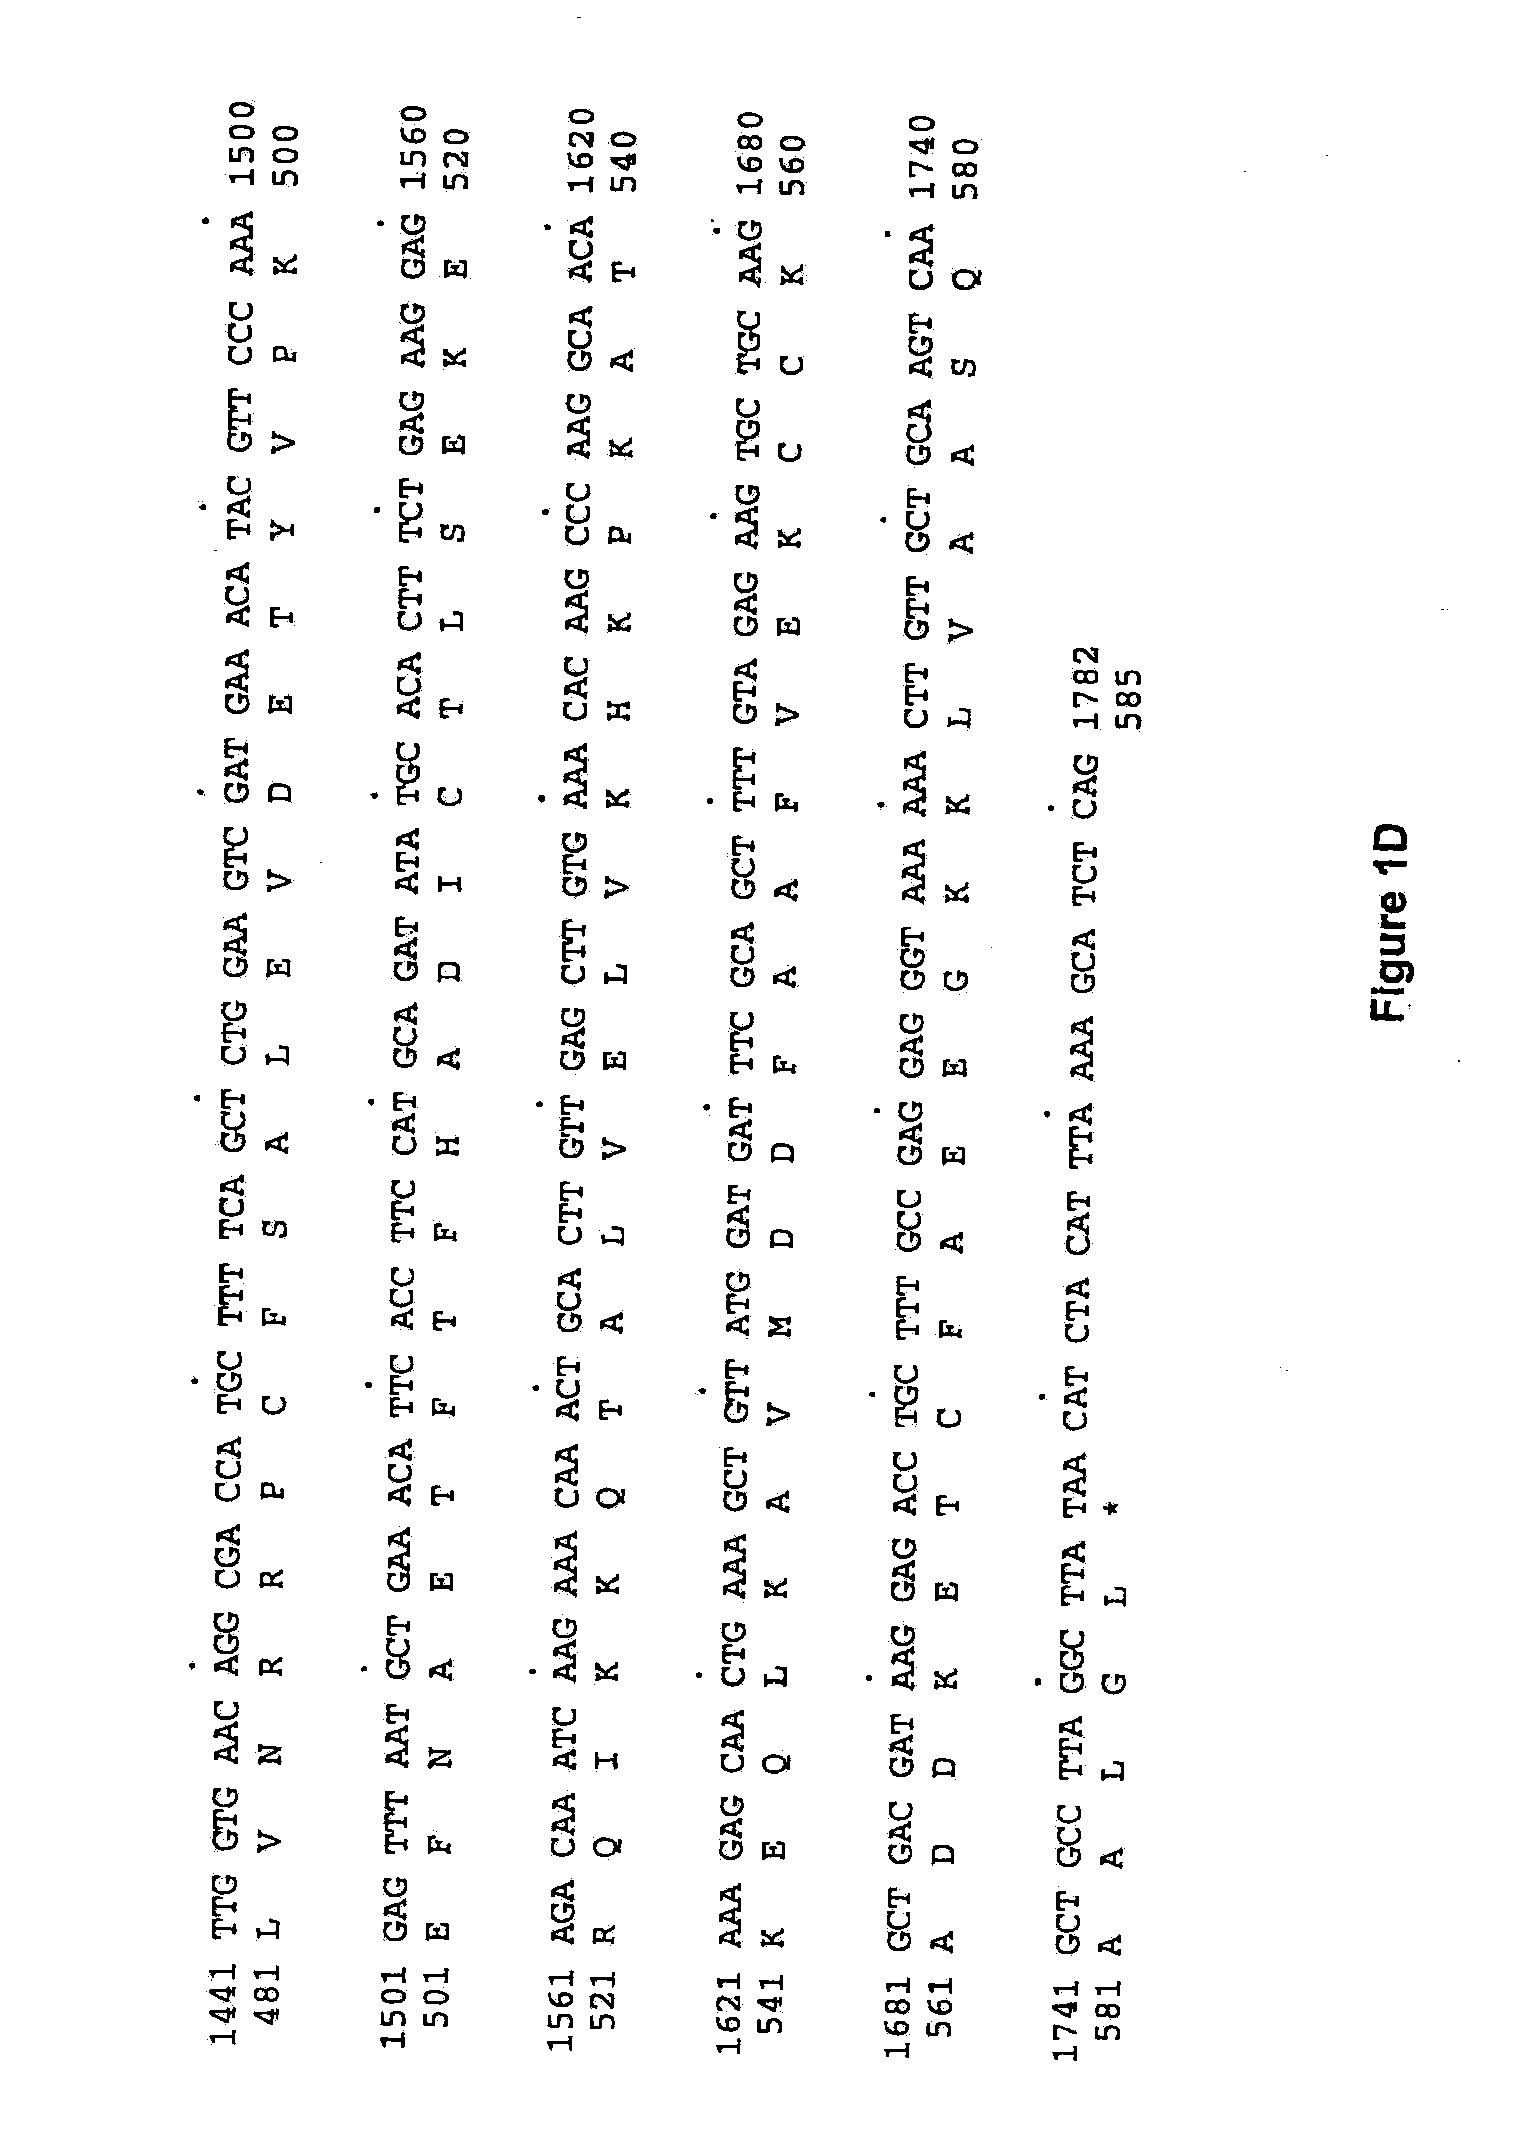 1441 TTG GTG AAC AGG CGA CCA TGC TTT TCA GCT CTG GAA GTC GAT GAA ACA TAC GTT CCC AAA 1500
481 L V N R R P C F S A L E V D E T Y V P K 500
1501 GAG TTT AAT GCT GAA ACA TTC ACC TTC CAT GCA GAT ATA TGC ACA CTT TCT GAG AAG GAG 1560
501 E F N A E T F T F H A D I C T L S E K E 520
1561 AGA CAA ATC AAG AAA CAA ACT GCA CTT GTT GAG CTT GTG AAA CAC AAG CCC AAG GCA ACA 1620
521 R Q I K K Q T A L V E L V K H K P K A T 540
1621 AAA GAG CAA CTG AAA GCT GTT ATG GAT GAT TTC GCA GCT TTT GTA GAG AAG TGC TGC AAG 1680
541 K E Q L K A V M D D F A A F V E K C C K 560
1681 GCT GAC GAT AAG GAG ACC TGC TTT GCC GAG GAG GGT AAA AAA CTT GTT GCT GCA AGT CAA 1740
561 A D D K E T C F A E E G K K L V A A S Q 580
1741 GCT GCC TTA GGC TTA TAA CAT CTA CAT TTA AAA GCA TCT CAG 1782
581 A A L G L * 585
Figure 1D